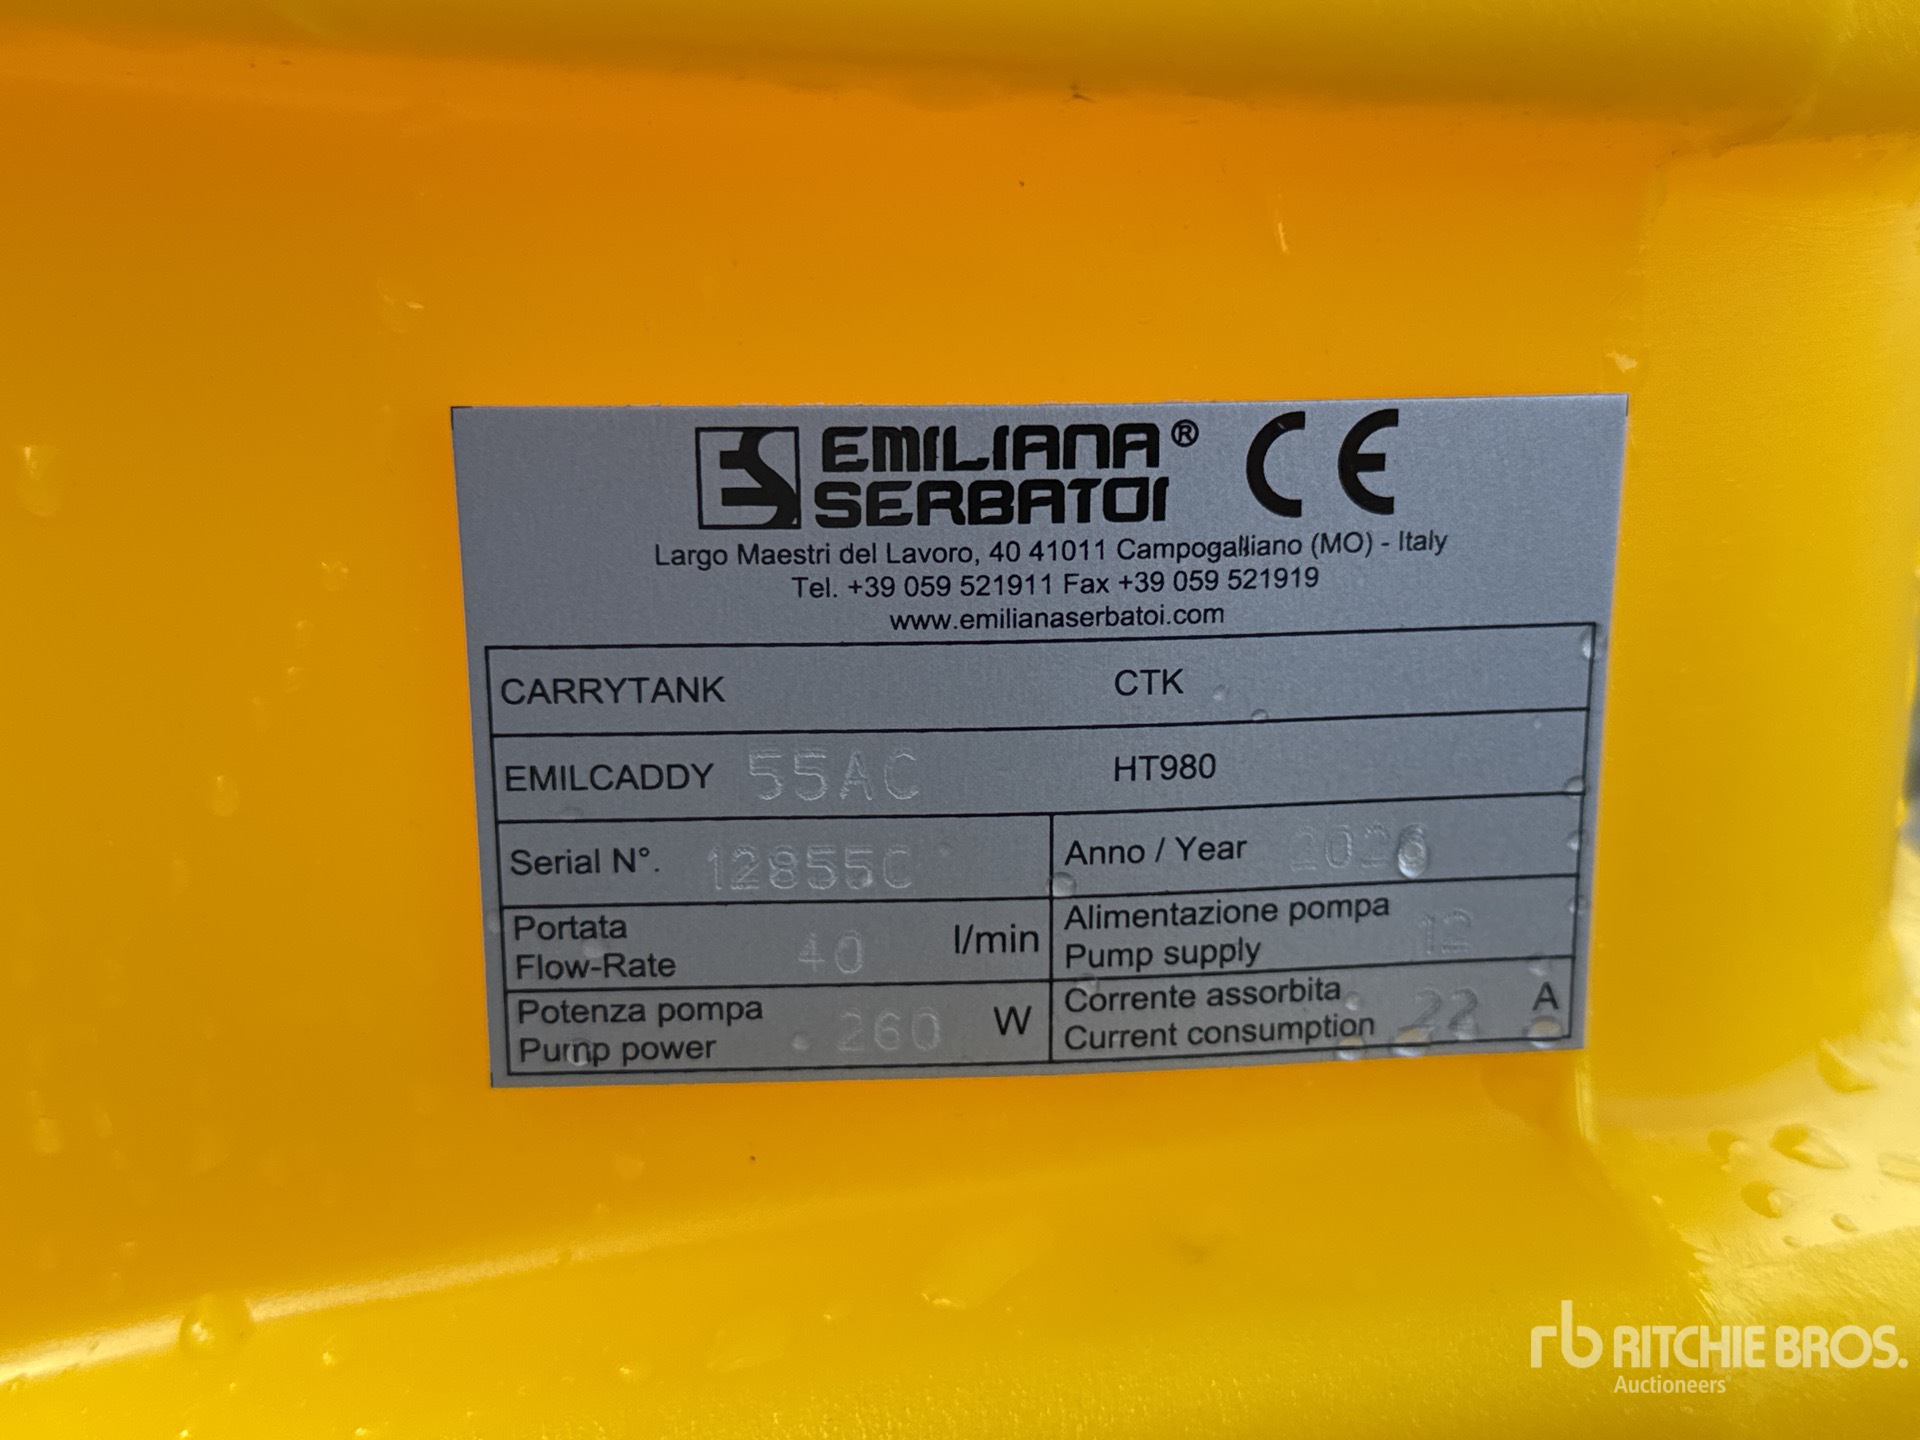 EMILIANA®
SERBATOI
CE
Largo Maestri del Lavoro, 40 41011 Campogalliano (MO) - Italy
Tel. +39 059 521911 Fax +39 059 521919
www.emilianaserbatoi.com
CARRYTANK CTK
EMILCADDY 55AC HT980
Serial N°. 12855C Anno / Year 2026
Portata
Flow-Rate 40 l/min
Alimentazione pompa
Pump supply 12
Potenza pompa
Pump power 260 W
Corrente assorbita
Current consumption 22 A
rb RITCHIE BROS.
Auctioneers